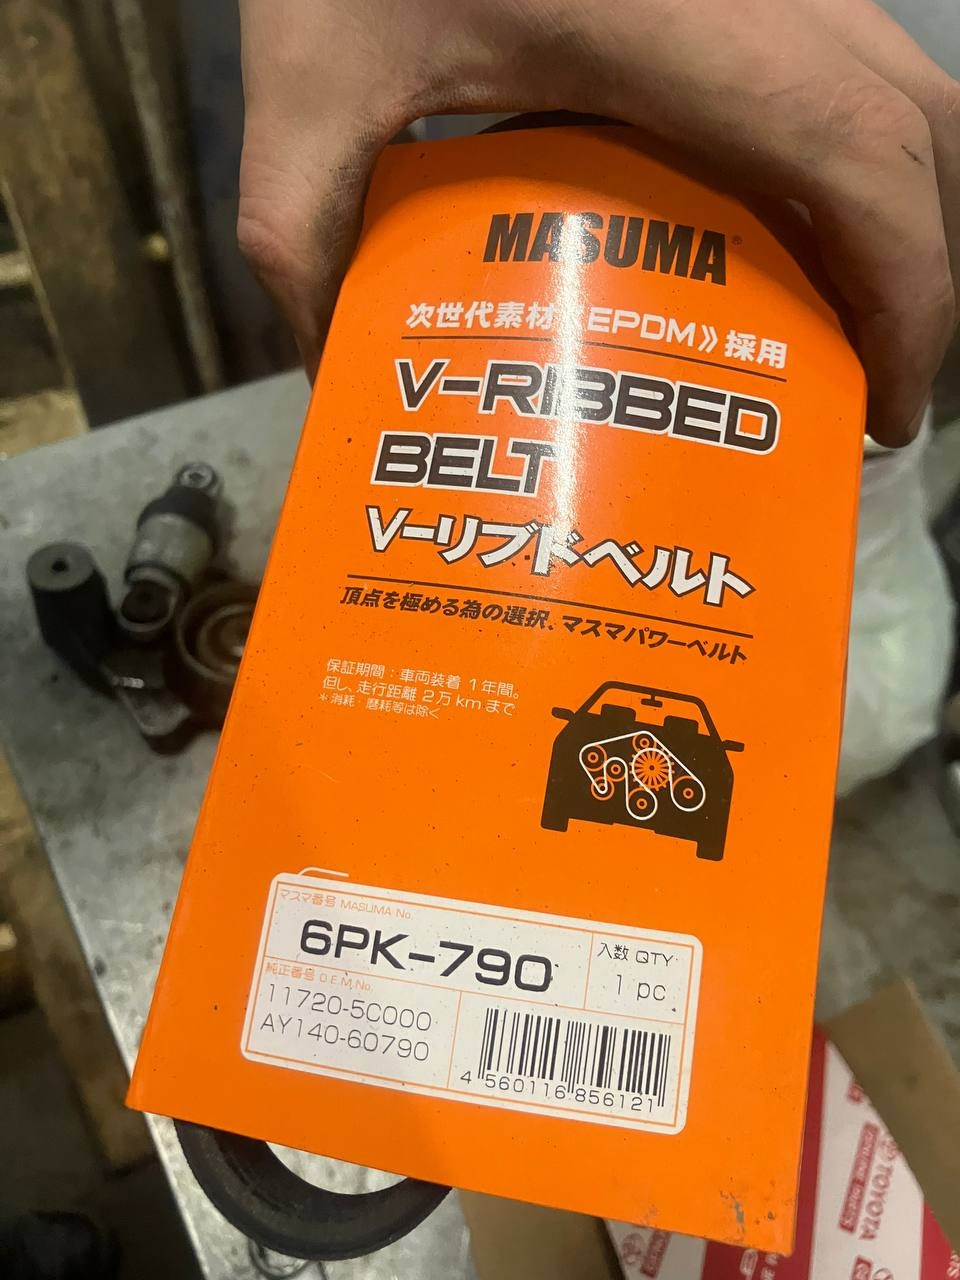 MASUMA®
次世代素材《EPDM》採用
V-RIBBED
BELT
V-リブドベルト
頂点を極める為の選択、マスマパワーベルト
保証期間：車両装着 1年間。
但し、走行距離 2万kmまで
＊消耗・磨耗等は除く
マスマ番号 MASUMA No.
6PK-790
入数 QTY
1 pc
純正番号 O.E.M.No.
11720-5C000
AY140-60790
4 560116 856121
TOYOTA